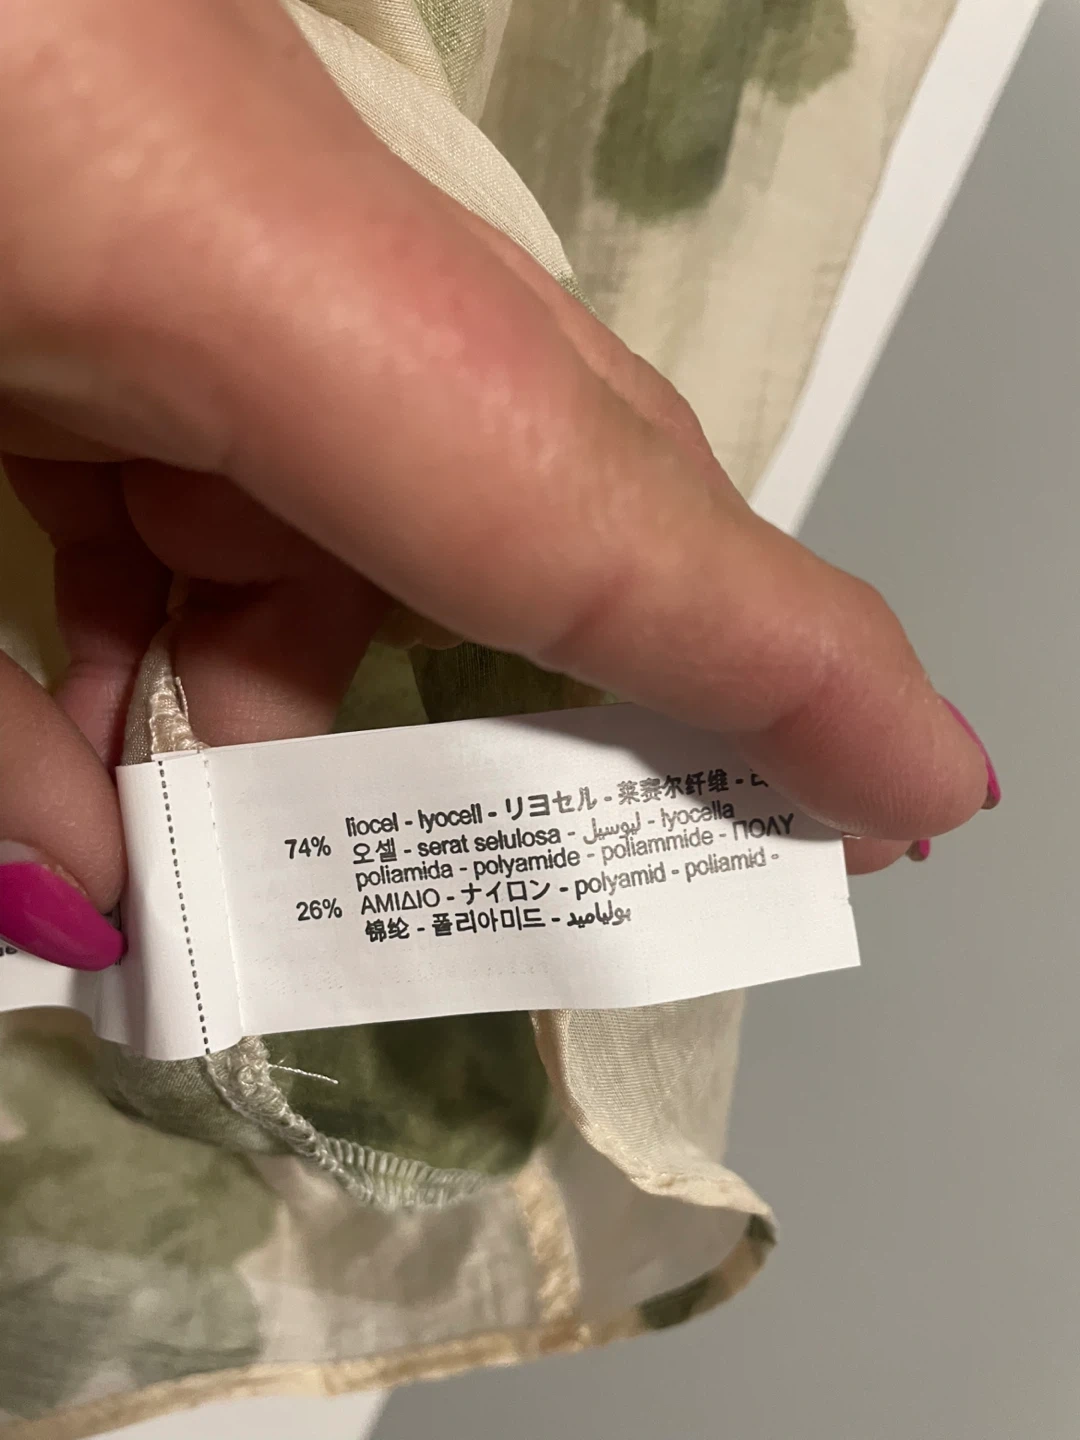 74% liocel - lyocell - リヨセル - 莱赛尔纤维 -
오셀 - serat selulosa - ليوسيل - lyocella
poliamida - polyamide - poliammide - ΠΟΛΥ
26% ΑΜΙΔΙΟ - ナイロン - polyamid - poliamid -
锦纶 - 폴리아미드 - بولياميد